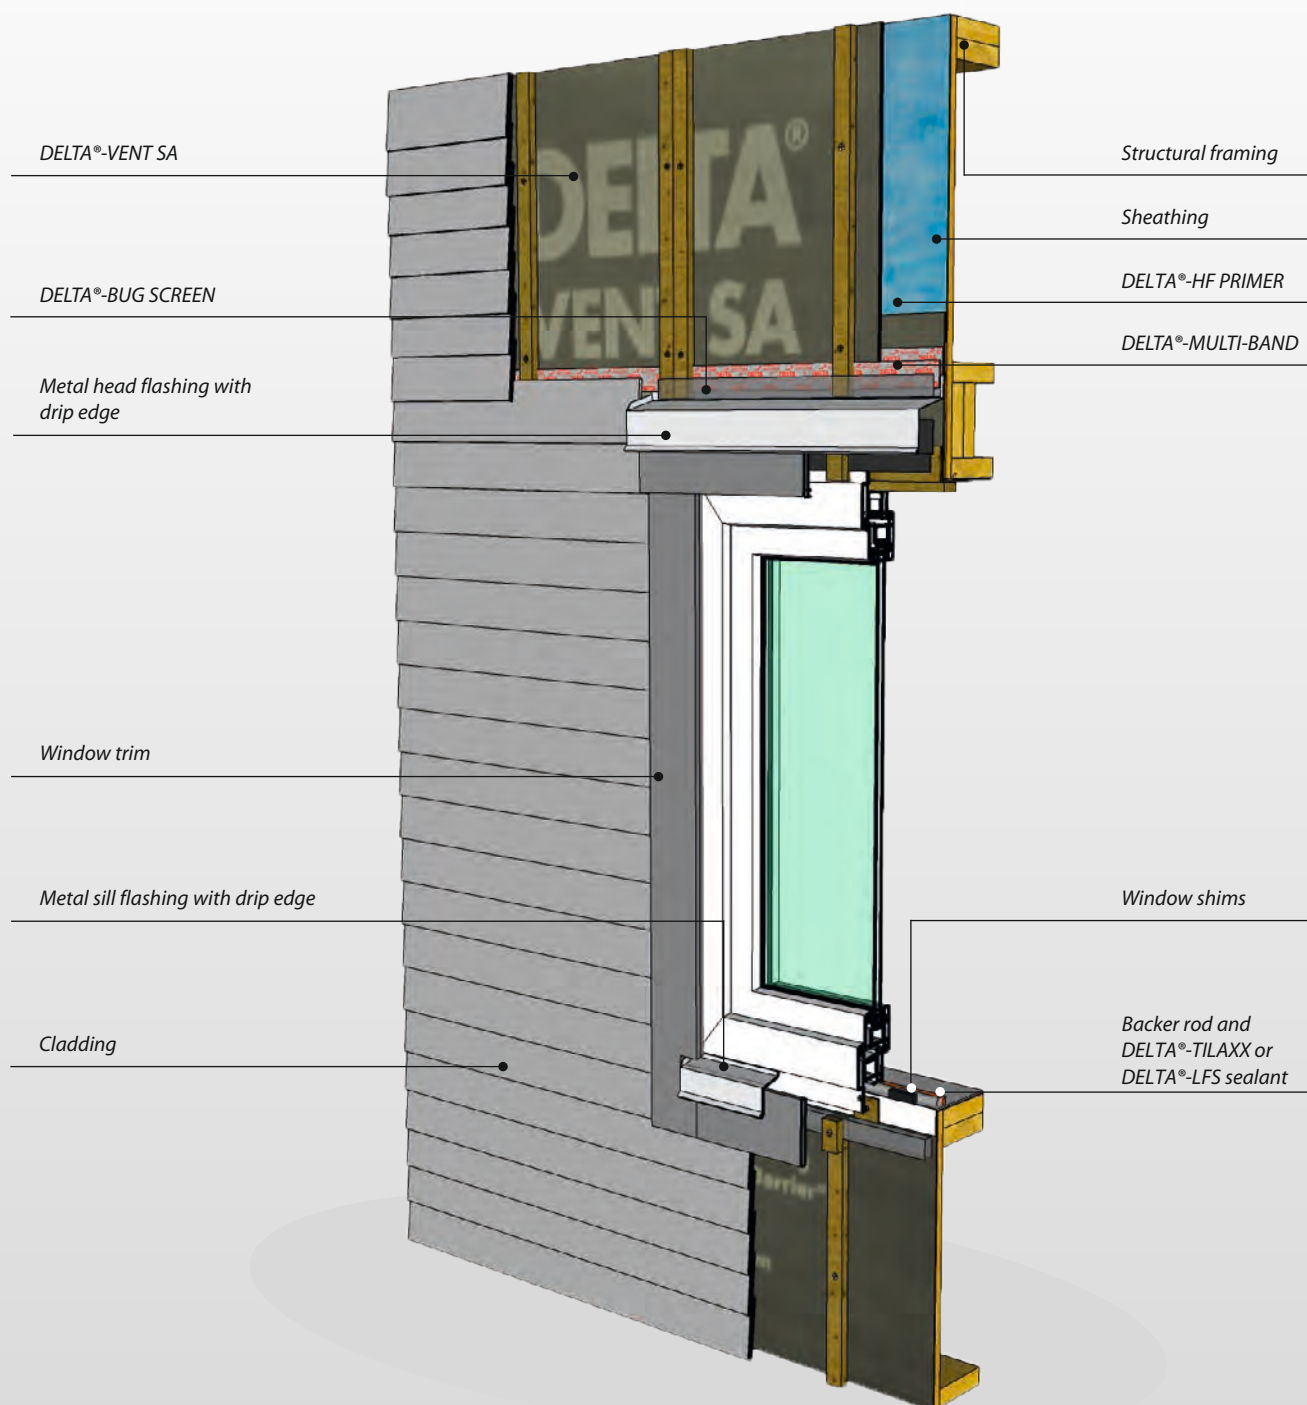 DELTA®
VENT SA
DELTA®-VENT SA
DELTA®-BUG SCREEN
Metal head flashing with
drip edge
Window trim
Metal sill flashing with drip edge
Cladding
Structural framing
Sheathing
DELTA®-HF PRIMER
DELTA®-MULTI-BAND
Window shims
Backer rod and
DELTA®-TILAXX or
DELTA®-LFS sealant